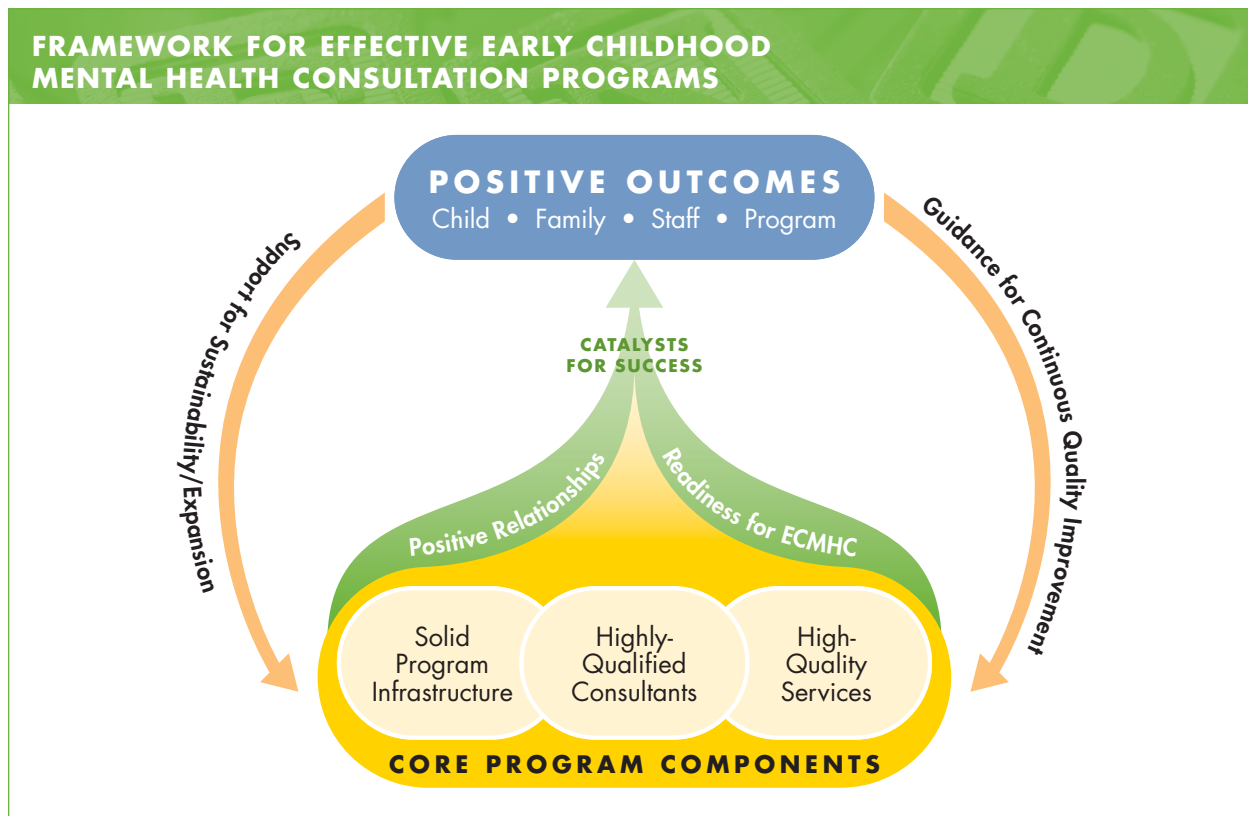 FRAMEWORK FOR EFFECTIVE EARLY CHILDHOOD
MENTAL HEALTH CONSULTATION PROGRAMS
POSITIVE OUTCOMES
Child • Family • Staff • Program
Support for Sustainability/Expansion
Guidance for Continuous Quality Improvement
CATALYSTS
FOR SUCCESS
Positive Relationships
Readiness for ECMHC
Solid
Program
Infrastructure
Highly-
Qualified
Consultants
High-
Quality
Services
CORE PROGRAM COMPONENTS